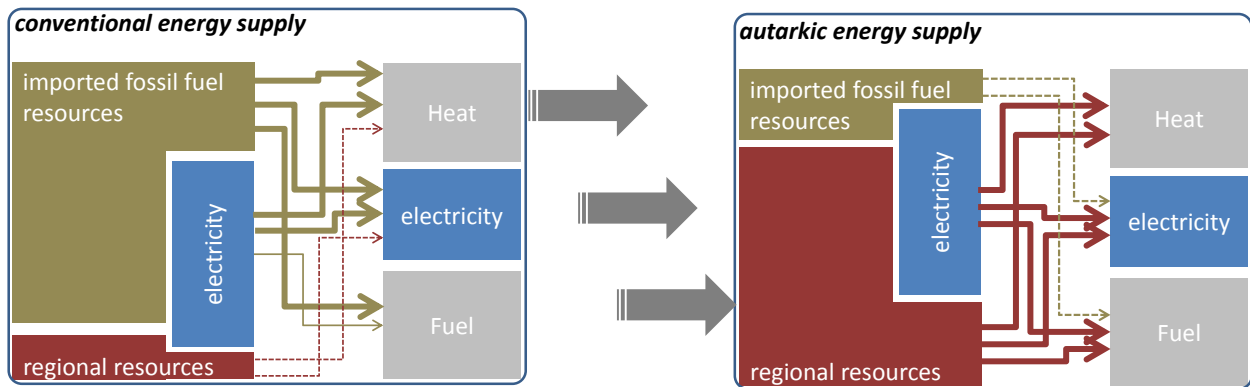 conventional energy supply
imported fossil fuel
resources
electricity
regional resources
Heat
electricity
Fuel
autarkic energy supply
imported fossil fuel
resources
electricity
regional resources
Heat
electricity
Fuel